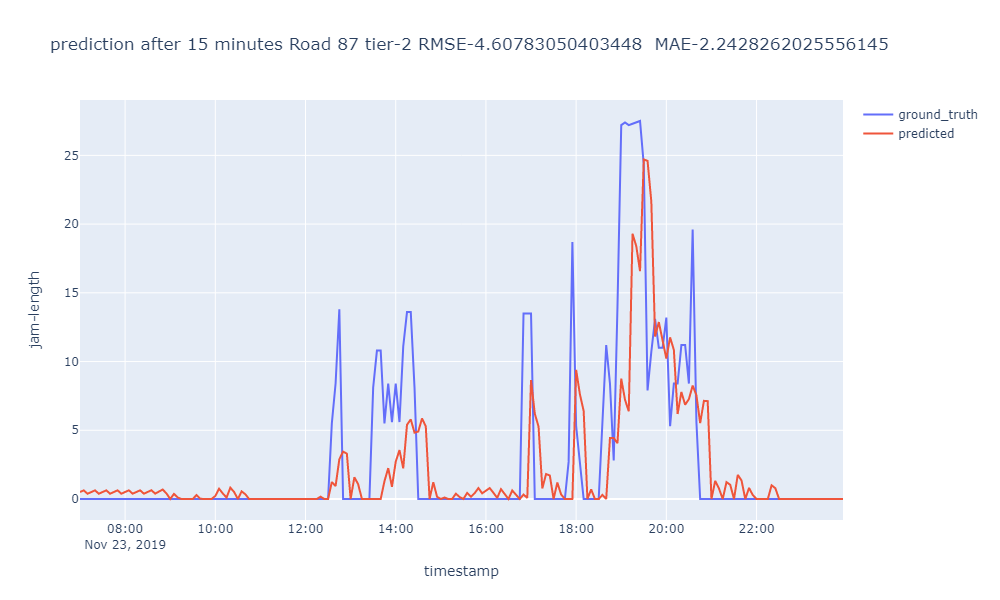 prediction after 15 minutes Road 87 tier-2 RMSE-4.60783050403448  MAE-2.2428262025556145
ground_truth
predicted
25
20
15
10
5
0
jam-length
08:00 10:00 12:00 14:00 16:00 18:00 20:00 22:00
Nov 23, 2019
timestamp